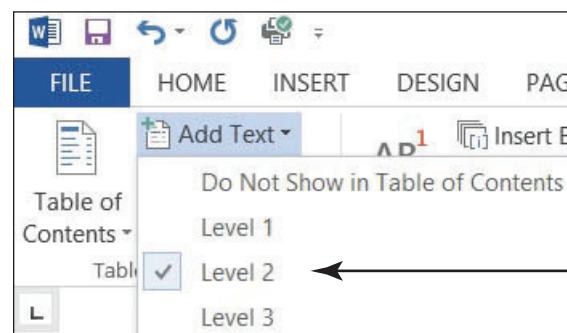 FILE HOME INSERT DESIGN PAG
Add Text
Insert E
Table of
Contents
Do Not Show in Table of Contents
Level 1
Level 2
Level 3